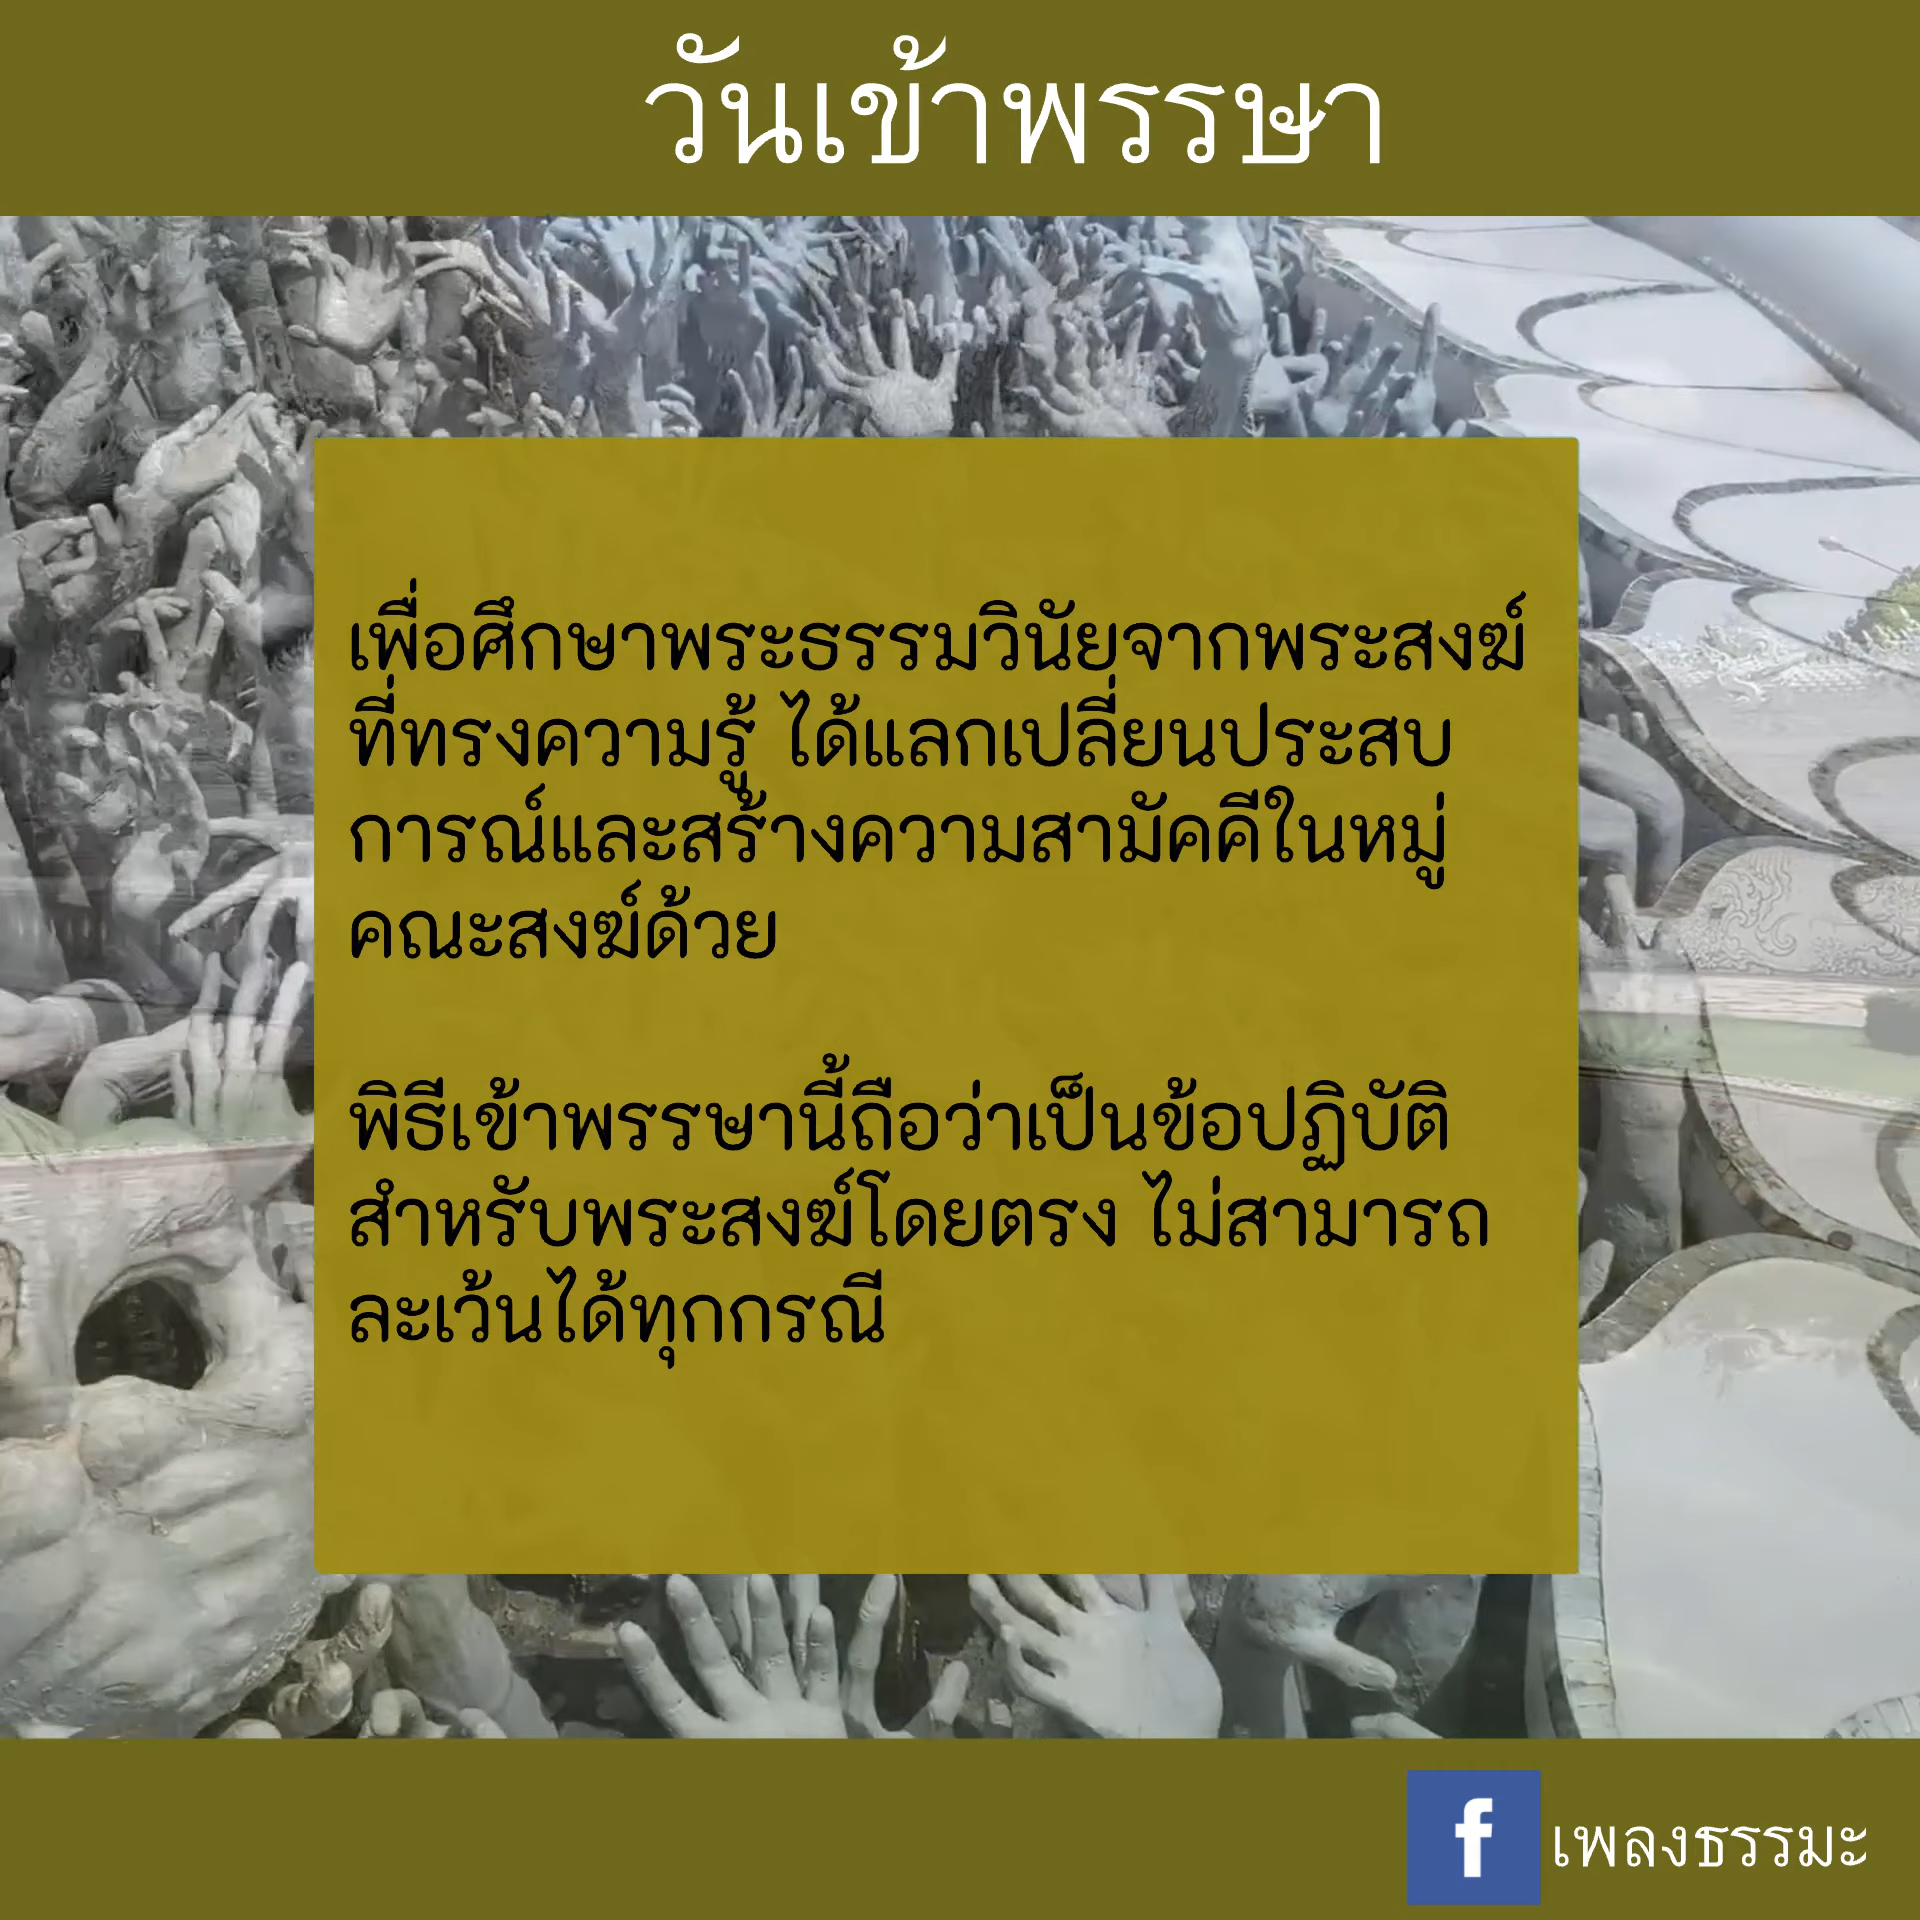 วันเข้าพรรษา
เพื่อศึกษาพระธรรมวินัยจากพระสงฆ์
ที่ทรงความรู้ ได้แลกเปลี่ยนประสบ
การณ์และสร้างความสามัคคีในหมู่
คณะสงฆ์ด้วย
พิธีเข้าพรรษานี้ถือว่าเป็นข้อปฏิบัติ
สำหรับพระสงฆ์โดยตรง ไม่สามารถ
ละเว้นได้ทุกกรณี
f เพลงธรรมะ